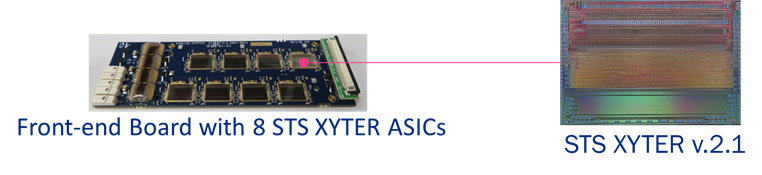 Front-end Board with 8 STS XYTER ASICs
STS XYTER v.2.1